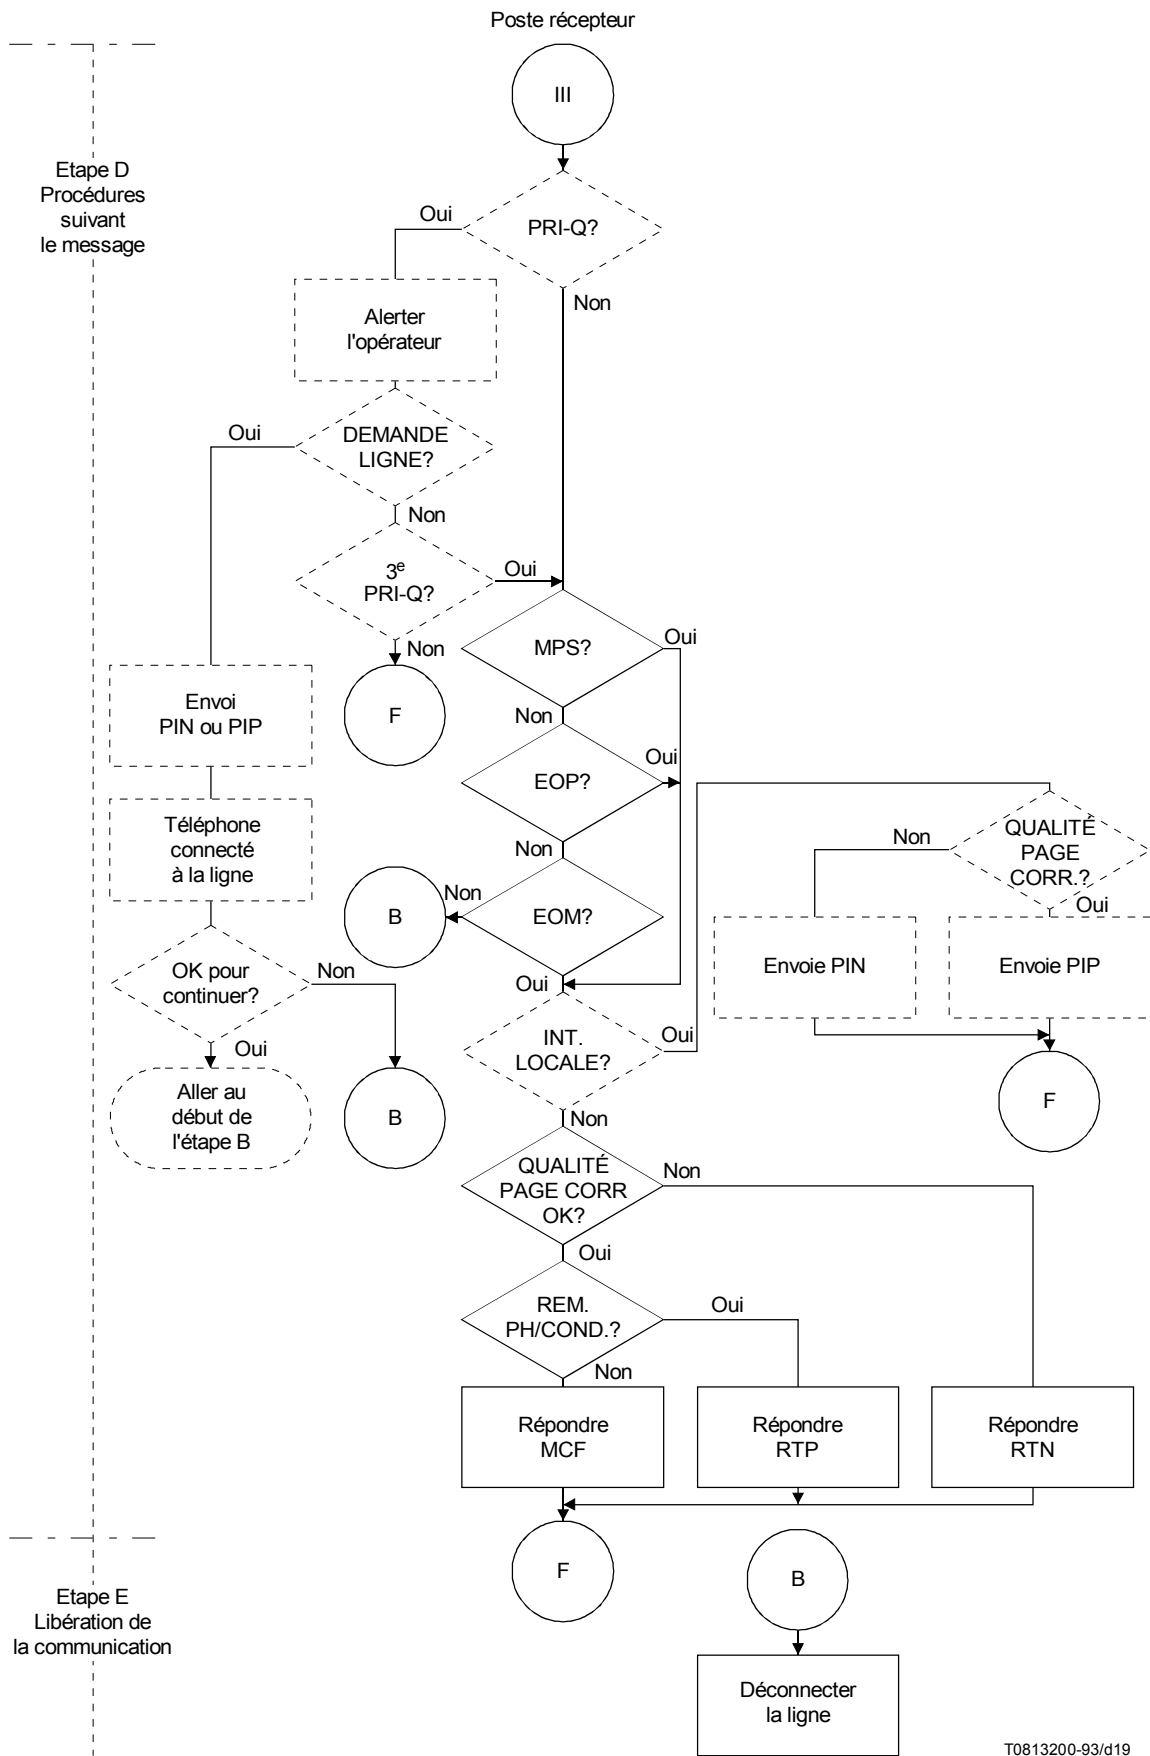 Poste récepteur
III
Etape D
Procédures
suivant
le message
Oui
PRI-Q?
Non
Alerter
l'opérateur
Oui
DEMANDE
LIGNE?
Non
3e
PRI-Q?
Oui
Non
MPS?
Oui
Envoi
PIN ou PIP
F
Non
EOP?
Oui
Téléphone
connecté
à la ligne
Non
QUALITÉ
PAGE
CORR.?
Non
Oui
B
Non
EOM?
Oui
Envoie PIN
Envoie PIP
OK pour
continuer?
Non
Oui
INT.
LOCALE?
Oui
Non
Aller au
début de
l'étape B
B
F
QUALITÉ
PAGE CORR
OK?
Non
Oui
REM.
PH/COND.?
Oui
Non
Répondre
MCF
Répondre
RTP
Répondre
RTN
F
B
Etape E
Libération de
la communication
Déconnecter
la ligne
T0813200-93/d19